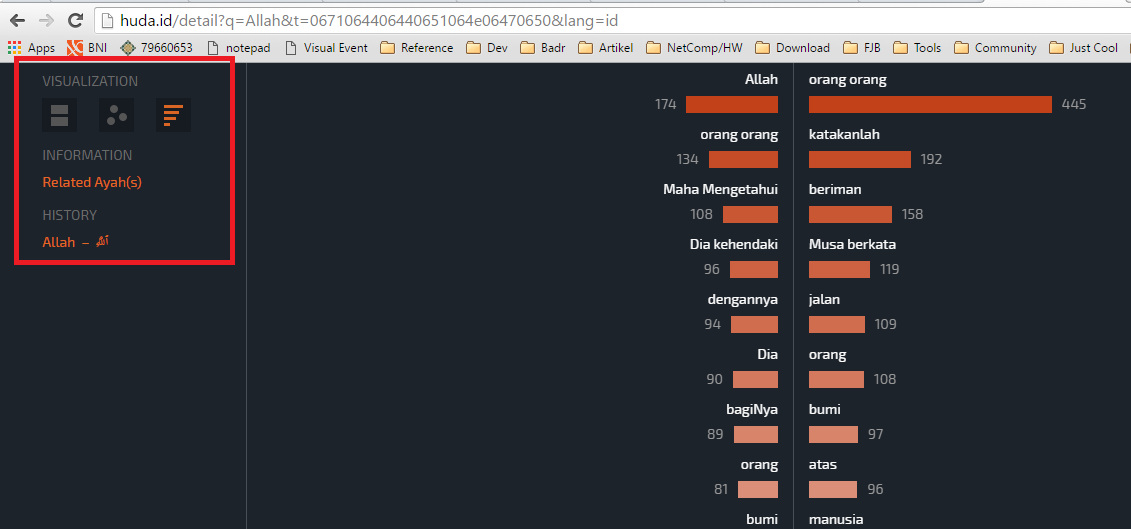 huda.id/detail?q=Allah&t=0671064406440651064e06470650&lang=id
Apps BNI 79660653 notepad Visual Event Reference Dev Badr Artikel NetComp/HW Download FJB Tools Community Just Cool
VISUALIZATION
INFORMATION
Related Ayah(s)
HISTORY
Allah – ٱللَّهِ
Allah
174
orang orang
134
Maha Mengetahui
108
Dia kehendaki
96
dengannya
94
Dia
90
bagiNya
89
orang
81
bumi
orang orang
445
katakanlah
192
beriman
158
Musa berkata
119
jalan
109
orang
108
bumi
97
atas
96
manusia